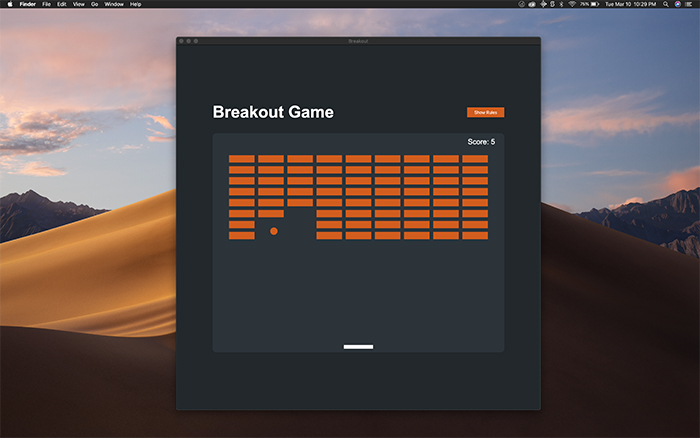 Finder File Edit View Go Window Help 76% Tue Mar 10 10:29 PM
Breakout
Breakout Game
Show Rules
Score: 5